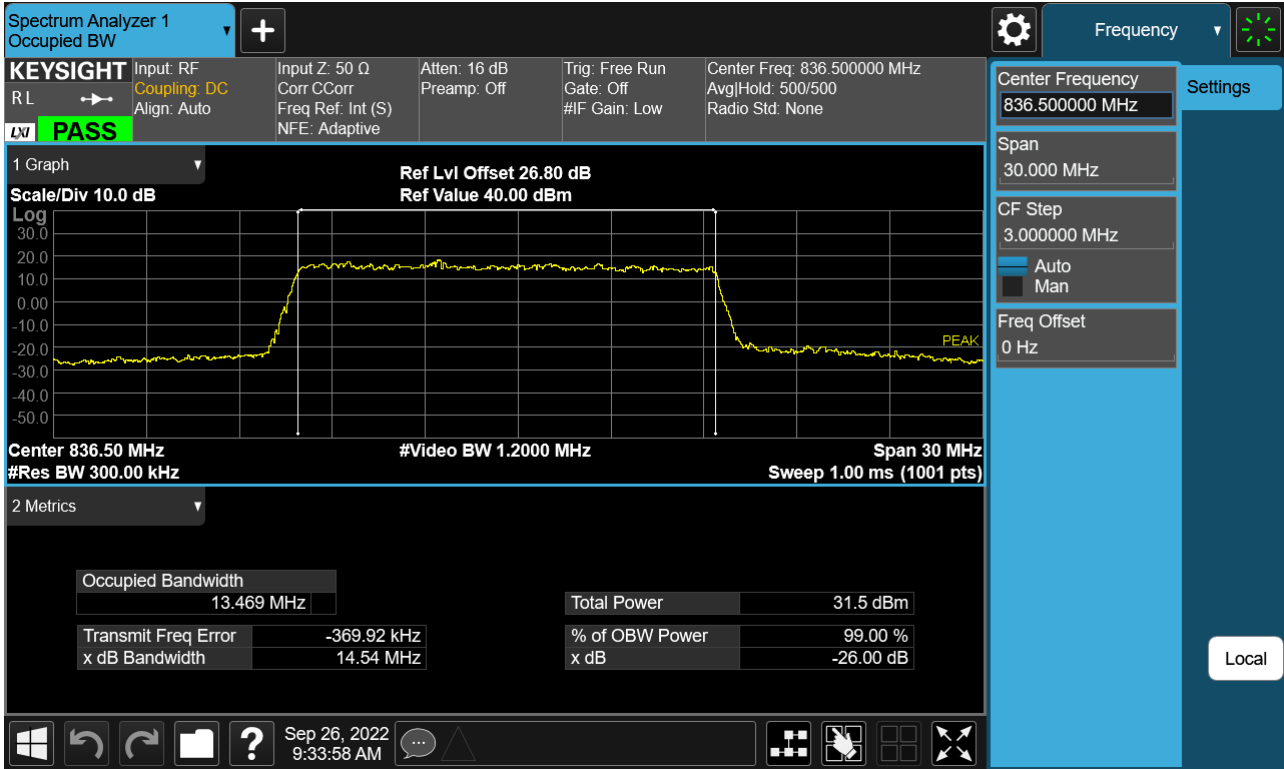 Spectrum Analyzer 1
Occupied BW
▼
+
Frequency
▼
KEYSIGHT
R L
LXI
PASS
Input: RF
Coupling: DC
Align: Auto
Input Z: 50 Ω
Corr CCorr
Freq Ref: Int (S)
NFE: Adaptive
Atten: 16 dB
Preamp: Off
Trig: Free Run
Gate: Off
#IF Gain: Low
Center Freq: 836.500000 MHz
Avg|Hold: 500/500
Radio Std: None
Center Frequency
836.500000 MHz
Settings
Span
30.000 MHz
CF Step
3.000000 MHz
Auto
Man
Freq Offset
0 Hz
Local
1 Graph
▼
Scale/Div 10.0 dB
Ref Lvl Offset 26.80 dB
Ref Value 40.00 dBm
Log
30.0
20.0
10.0
0.00
-10.0
-20.0
-30.0
-40.0
-50.0
PEAK
Center 836.50 MHz
#Video BW 1.2000 MHz
Span 30 MHz
#Res BW 300.00 kHz
Sweep 1.00 ms (1001 pts)
2 Metrics
▼
Occupied Bandwidth
13.469 MHz
Total Power 31.5 dBm
Transmit Freq Error -369.92 kHz
% of OBW Power 99.00 %
x dB Bandwidth 14.54 MHz
x dB -26.00 dB
?
Sep 26, 2022
9:33:58 AM